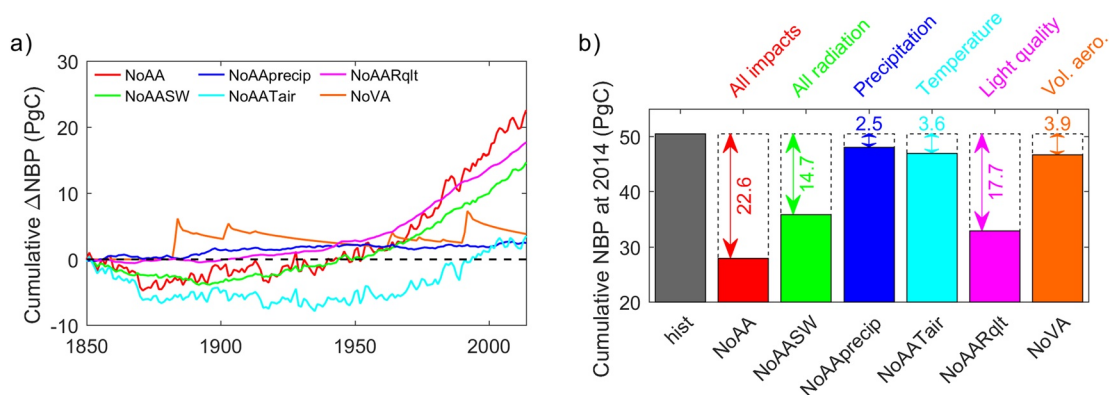 a)
Cumulative ΔNBP (PgC)
30
20
10
0
-10
1850
1900
1950
2000
NoAA
NoAAprecip
NoAARqlt
NoAASW
NoAATair
NoVA
b)
Cumulative NBP at 2014 (PgC)
50
40
30
20
All impacts
All radiation
Precipitation
Temperature
Light quality
Vol. aero.
22.6
14.7
2.5
3.6
17.7
3.9
hist
NoAA
NoAASW
NoAAprecip
NoAATair
NoAARqlt
NoVA